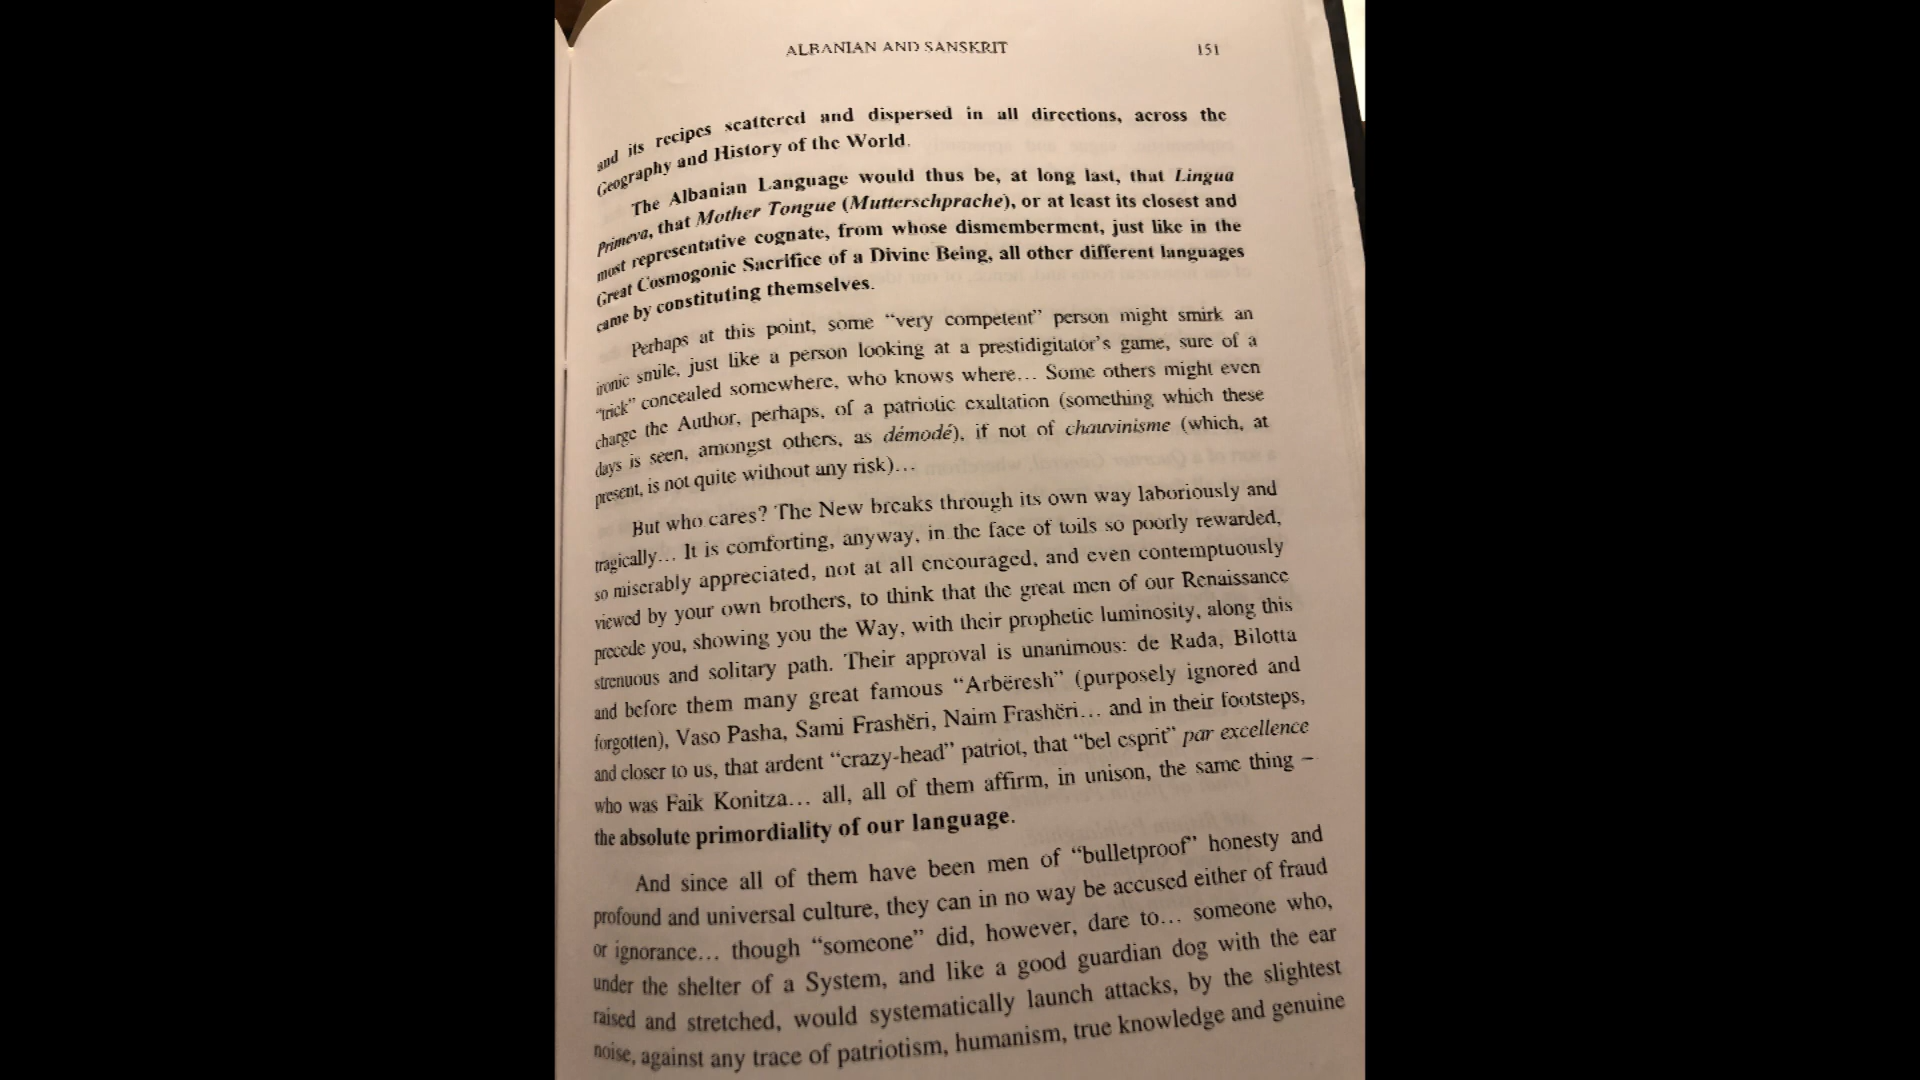 ALBANIAN AND SANSKRIT 151
and its recipes scattered and dispersed in all directions, across the
Geography and History of the World.
The Albanian Language would thus be, at long last, that Lingua
Primeva, that Mother Tongue (Mutterschprache), or at least its closest and
most representative cognate, from whose dismemberment, just like in the
Great Cosmogonic Sacrifice of a Divine Being, all other different languages
came by constituting themselves.
Perhaps at this point, some “very competent” person might smirk an
ironic smile, just like a person looking at a prestidigitator’s game, sure of a
“trick” concealed somewhere, who knows where… Some others might even
charge the Author, perhaps, of a patriotic exaltation (something which these
days is seen, amongst others, as démodé), if not of chauvinisme (which, at
present, is not quite without any risk)…
But who cares? The New breaks through its own way laboriously and
tragically… It is comforting, anyway, in the face of toils so poorly rewarded,
so miserably appreciated, not at all encouraged, and even contemptuously
viewed by your own brothers, to think that the great men of our Renaissance
precede you, showing you the Way, with their prophetic luminosity, along this
strenuous and solitary path. Their approval is unanimous: de Rada, Bilotta
and before them many great famous “Arbëresh” (purposely ignored and
forgotten), Vaso Pasha, Sami Frashëri, Naim Frashëri… and in their footsteps,
and closer to us, that ardent “crazy-head” patriot, that “bel esprit” par excellence
who was Faik Konitza… all, all of them affirm, in unison, the same thing –
the absolute primordiality of our language.
And since all of them have been men of “bulletproof” honesty and
profound and universal culture, they can in no way be accused either of fraud
or ignorance… though “someone” did, however, dare to… someone who,
under the shelter of a System, and like a good guardian dog with the ear
raised and stretched, would systematically launch attacks, by the slightest
noise, against any trace of patriotism, humanism, true knowledge and genuine